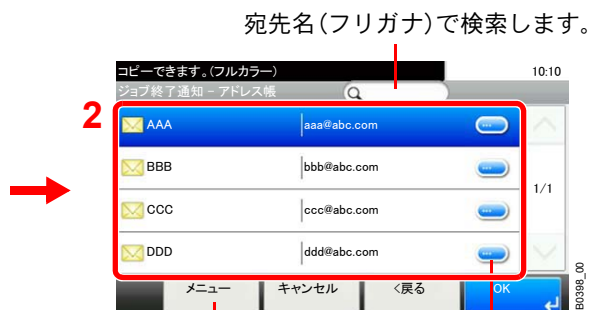 宛先名(フリガナ)で検索します。
コピーできます。(フルカラー)
10:10
ジョブ終了通知 - アドレス帳
2
AAA aaa@abc.com
BBB bbb@abc.com
1/1
CCC ccc@abc.com
DDD ddd@abc.com
メニュー キャンセル <戻る OK
B0398_00